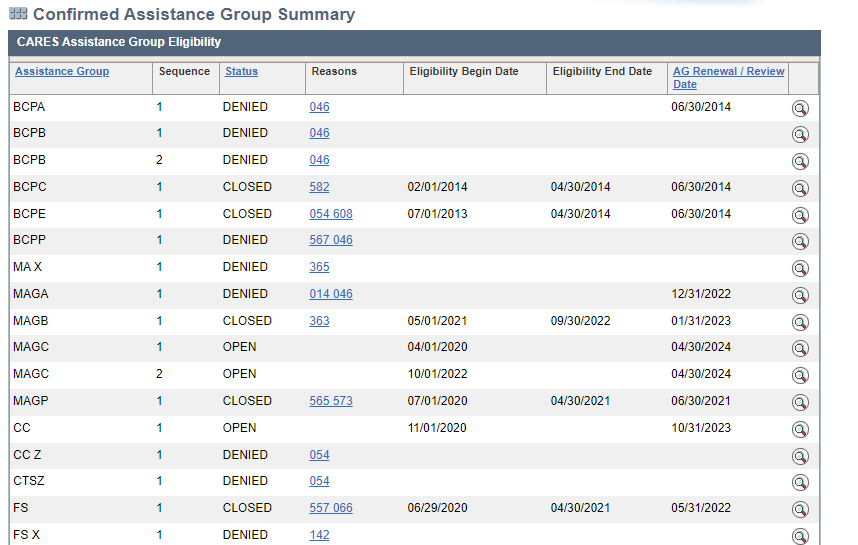 Confirmed Assistance Group Summary
CARES Assistance Group Eligibility
Assistance Group Sequence Status Reasons Eligibility Begin Date Eligibility End Date AG Renewal / Review Date
BCPA 1 DENIED 046 06/30/2014
BCPB 1 DENIED 046
BCPB 2 DENIED 046
BCPC 1 CLOSED 582 02/01/2014 04/30/2014 06/30/2014
BCPE 1 CLOSED 054 608 07/01/2013 04/30/2014 06/30/2014
BCPP 1 DENIED 567 046
MA X 1 DENIED 365
MAGA 1 DENIED 014 046 12/31/2022
MAGB 1 CLOSED 363 05/01/2021 09/30/2022 01/31/2023
MAGC 1 OPEN 04/01/2020 04/30/2024
MAGC 2 OPEN 10/01/2022 04/30/2024
MAGP 1 CLOSED 565 573 07/01/2020 04/30/2021 06/30/2021
CC 1 OPEN 11/01/2020 10/31/2023
CC Z 1 DENIED 054
CTSZ 1 DENIED 054
FS 1 CLOSED 557 066 06/29/2020 04/30/2021 05/31/2022
FS X 1 DENIED 142